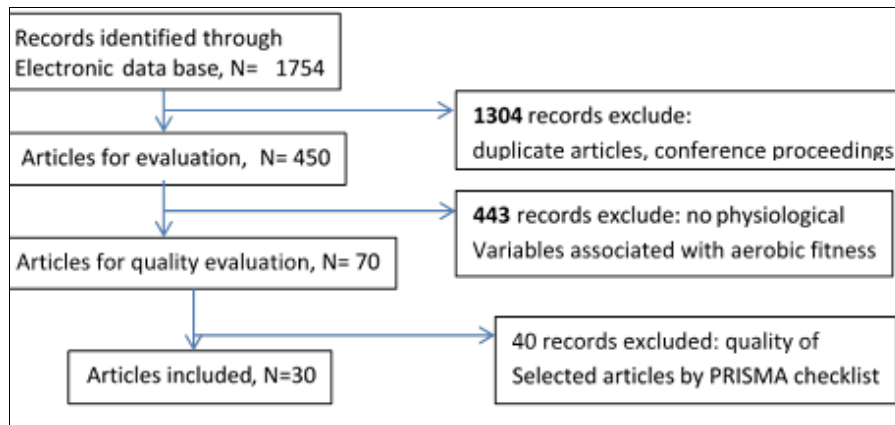 Records identified through
Electronic data base, N= 1754
1304 records exclude:
duplicate articles, conference proceedings
Articles for evaluation, N= 450
443 records exclude: no physiological
Variables associated with aerobic fitness
Articles for quality evaluation, N= 70
40 records excluded: quality of
Selected articles by PRISMA checklist
Articles included, N=30